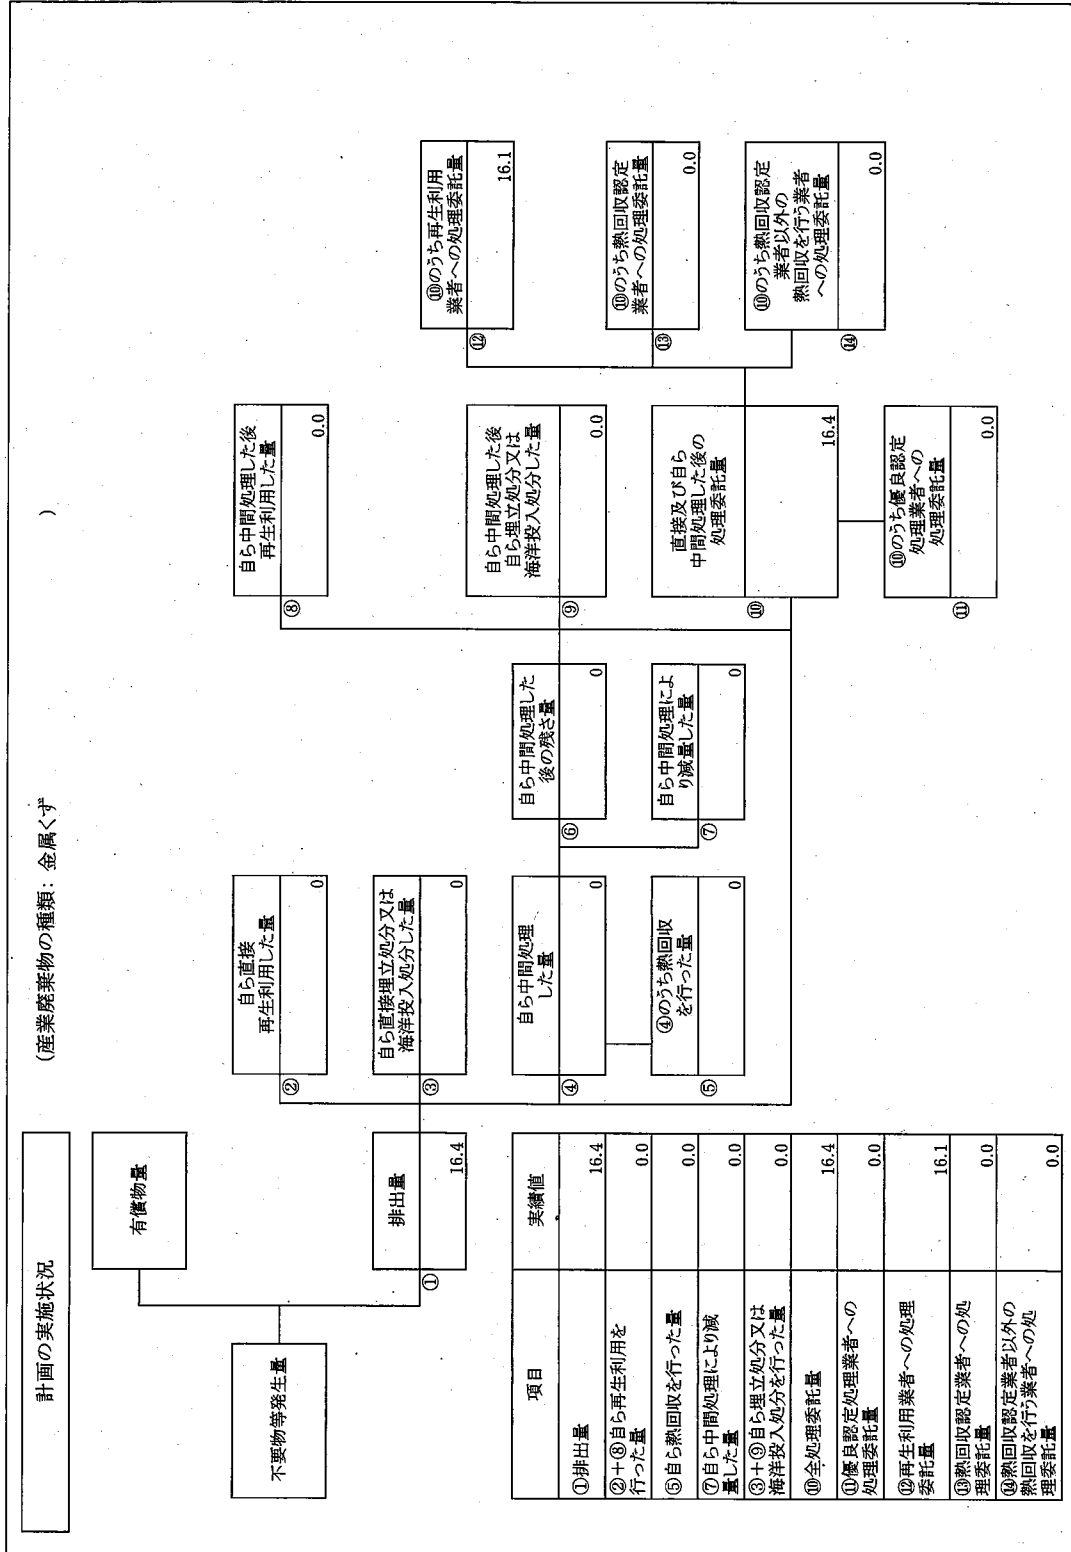 計画の実施状況
(産業廃棄物の種類: 金属くず )
不要物等発生量
有償物量
排出量
①
16.4
自ら直接
再生利用した量
②
0
自ら直接埋立処分又は
海洋投入処分した量
③
0
自ら中間処理
した量
④
0
④のうち熱回収
を行った量
⑤
0
自ら中間処理した
後の残さ量
⑥
0
自ら中間処理によ
り減量した量
⑦
0
自ら中間処理した後
再生利用した量
⑧
0.0
自ら中間処理した後
自ら埋立処分又は
海洋投入処分した量
⑨
0.0
直接及び自ら
中間処理した後の
処理委託量
⑩
16.4
⑩のうち優良認定
処理業者への
処理委託量
⑪
0.0
⑩のうち再生利用
業者への処理委託量
⑫
16.1
⑩のうち熱回収認定
業者への処理委託量
⑬
0.0
⑩のうち熱回収認定
業者以外の
熱回収を行う業者
への処理委託量
⑭
0.0
項目 実績値
①排出量 16.4
②+⑧自ら再生利用を
行った量 0.0
⑤自ら熱回収を行った量 0.0
⑦自ら中間処理により減
量した量 0.0
③+⑨自ら埋立処分又は
海洋投入処分を行った量 0.0
⑩全処理委託量 16.4
⑪優良認定処理業者への
処理委託量 0.0
⑫再生利用業者への処理
委託量 16.1
⑬熱回収認定業者への処
理委託量 0.0
⑭熱回収認定業者以外の
熱回収を行う業者への処
理委託量 0.0